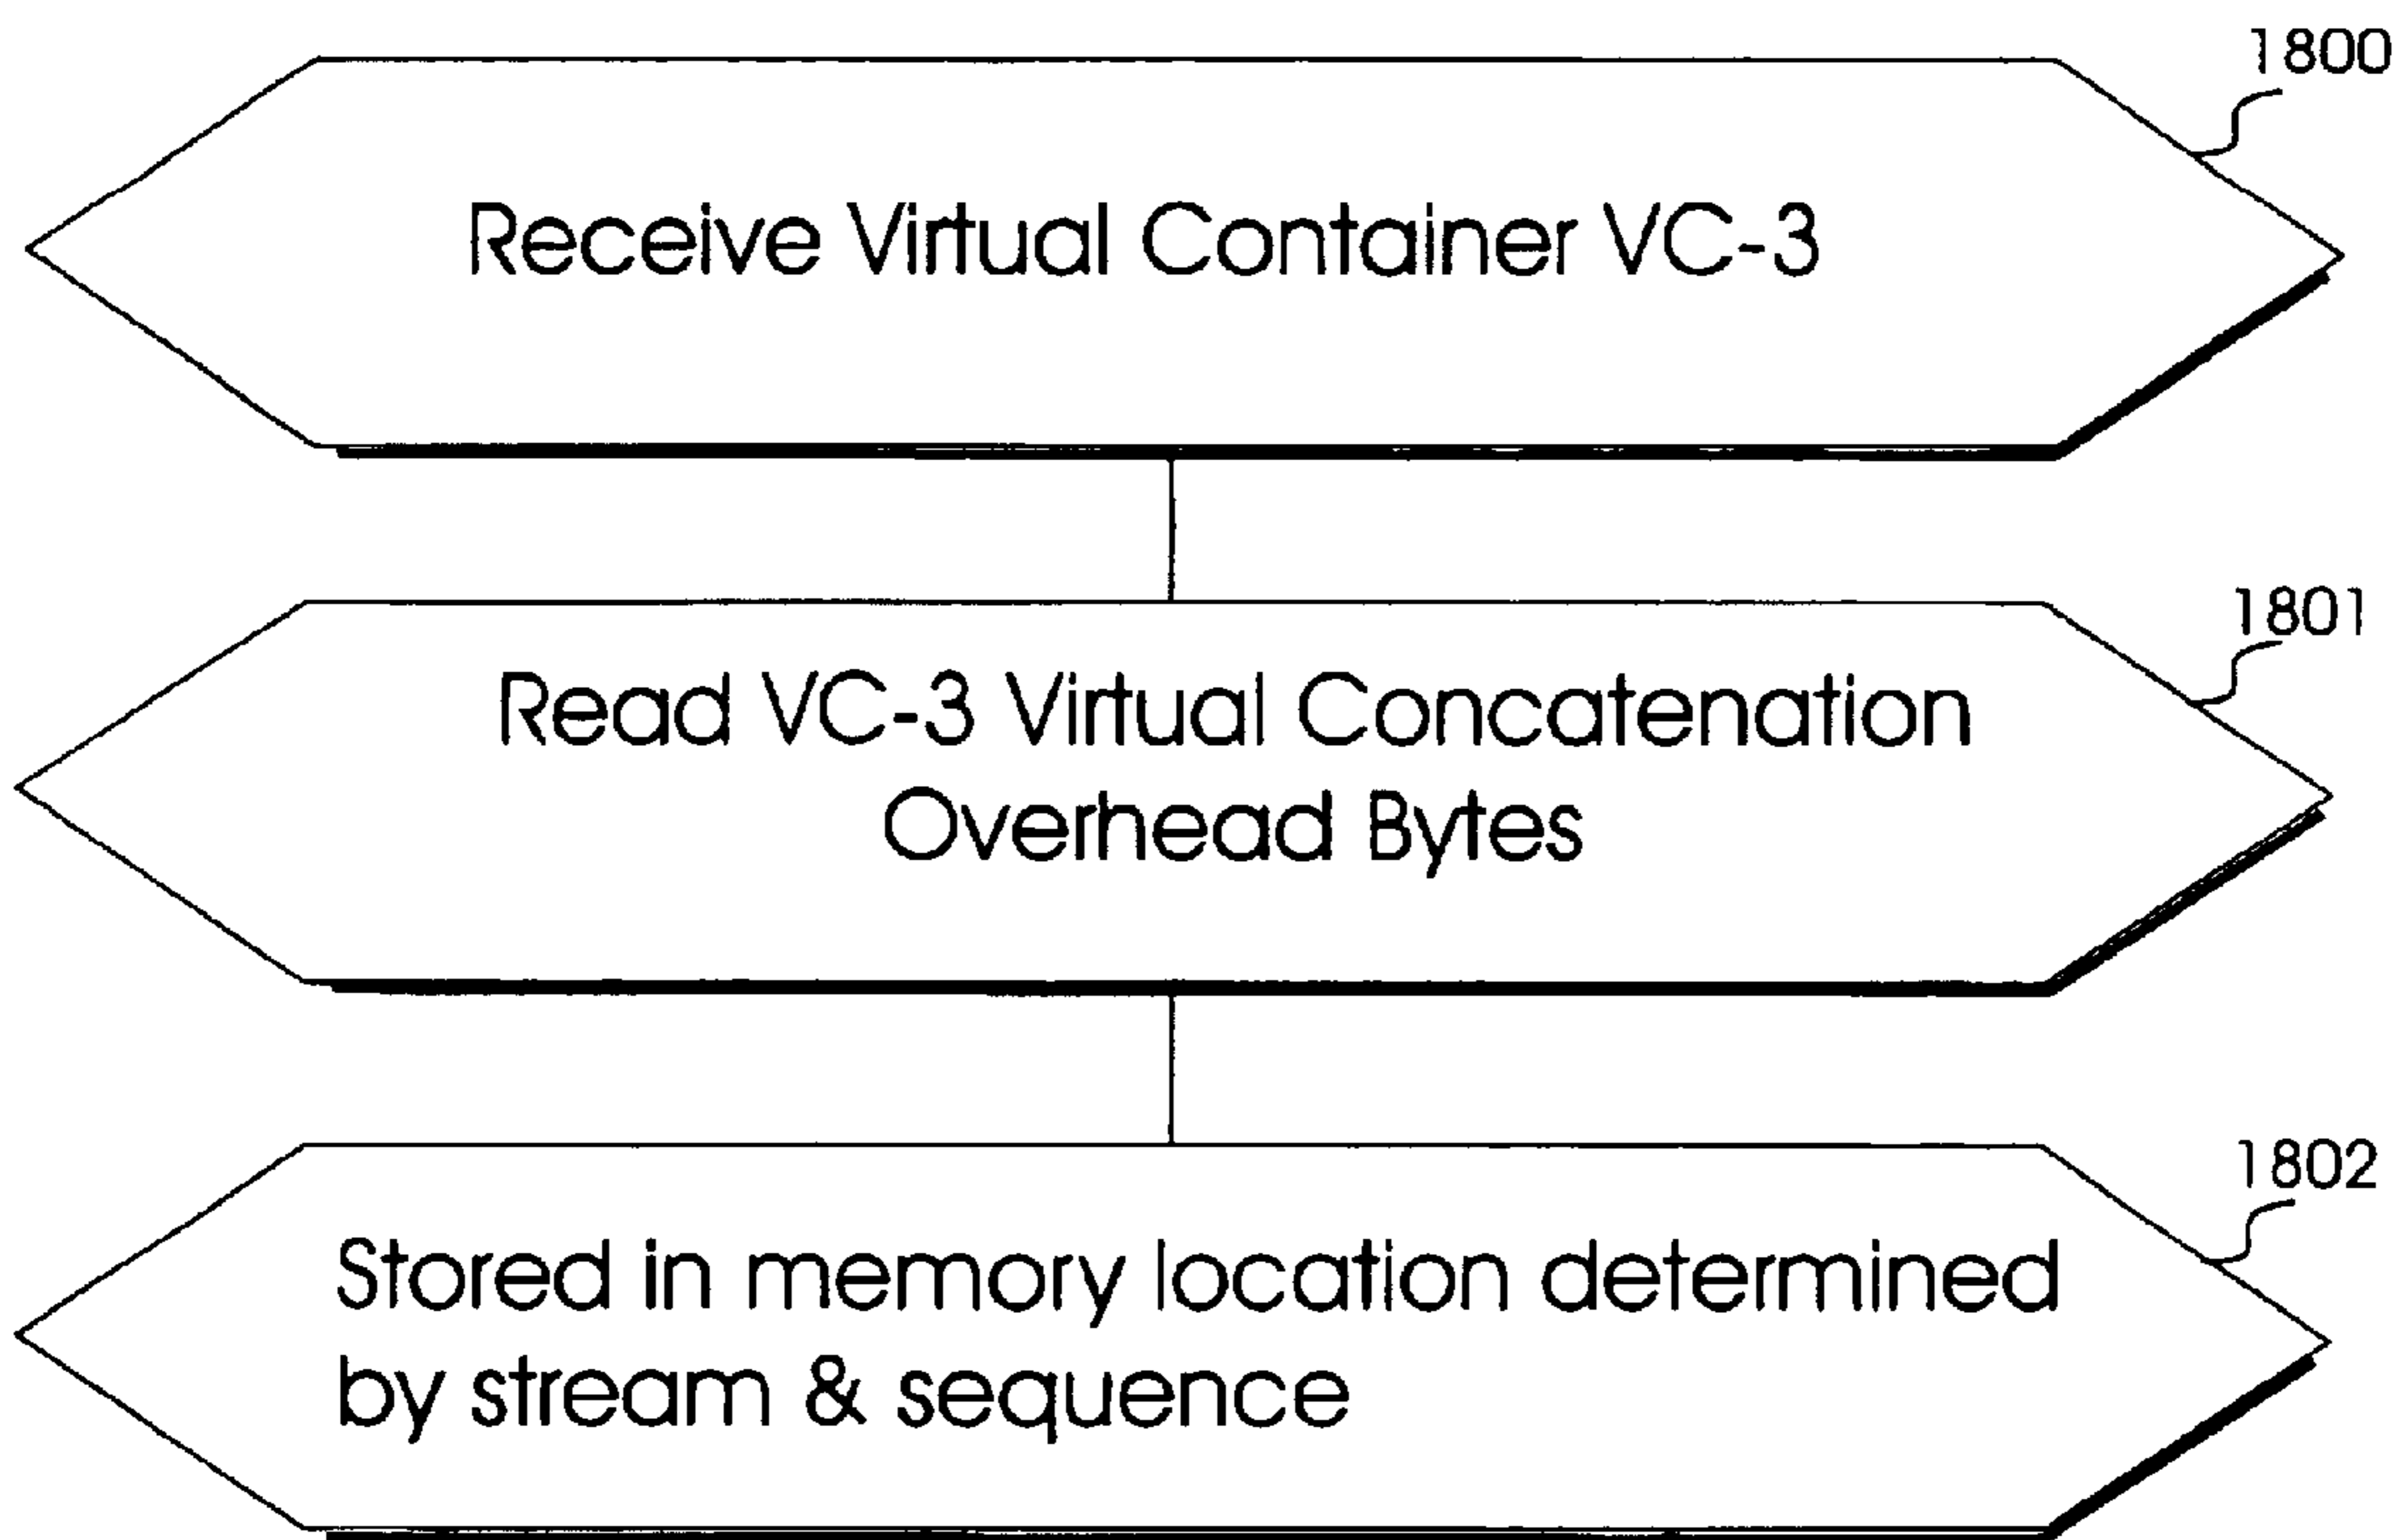 1800
Receive Virtual Container VC-3
1801
Read VC-3 Virtual Concatenation
Overhead Bytes
1802
Stored in memory location determined
by stream & sequence